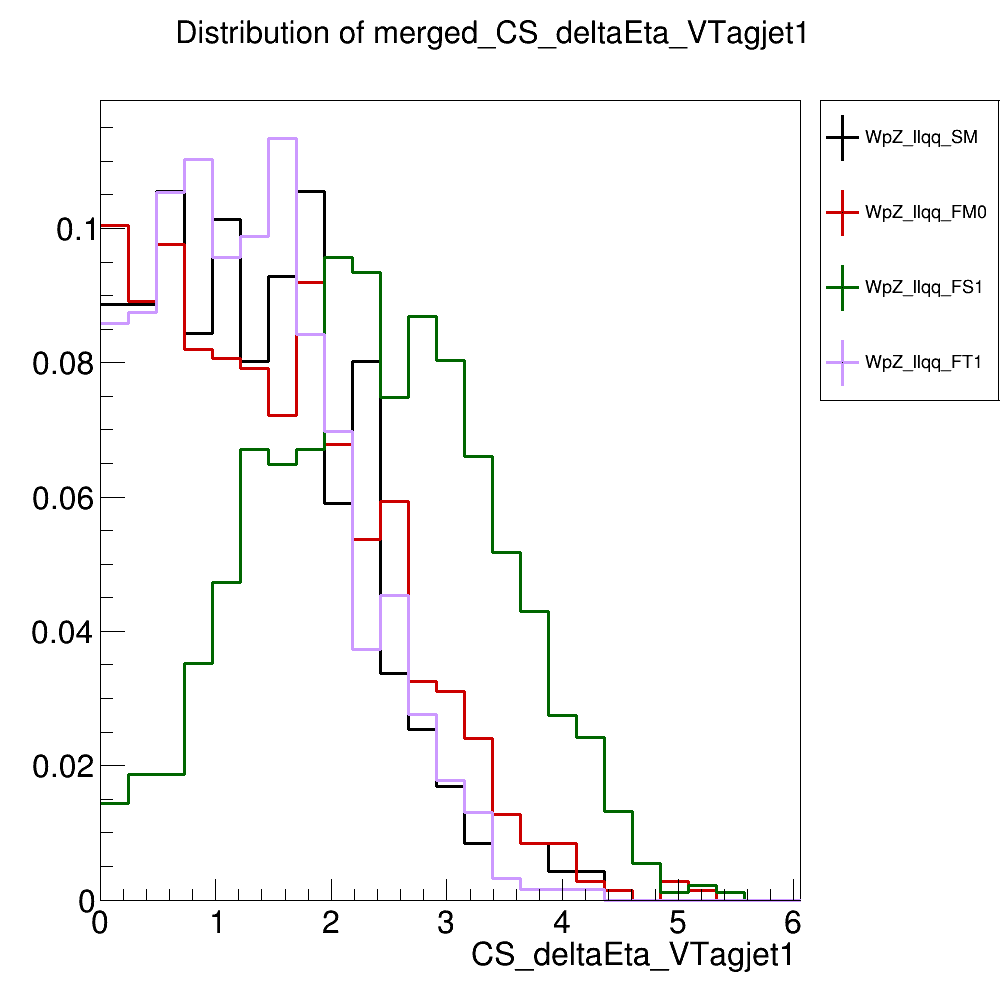 Distribution of merged_CS_deltaEta_VTagjet1
WpZ_llqq_SM
WpZ_llqq_FM0
WpZ_llqq_FS1
WpZ_llqq_FT1
0.1
0.08
0.06
0.04
0.02
0
0 1 2 3 4 5 6
CS_deltaEta_VTagjet1